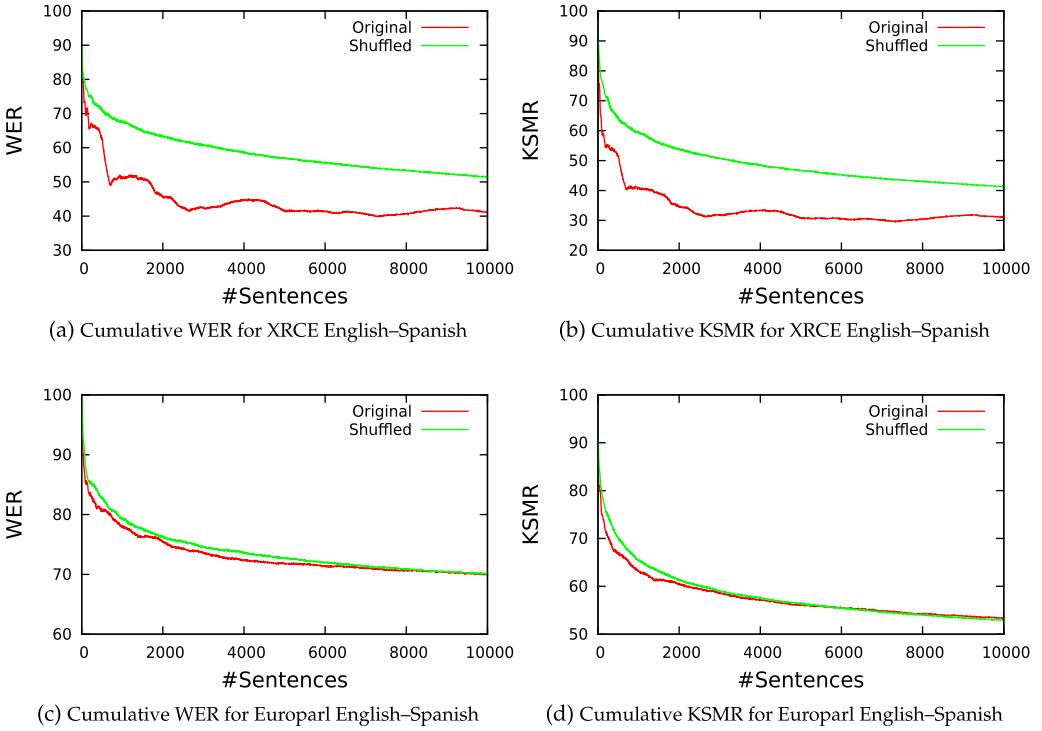 100
90
80
70
60
50
40
30
WER
Original
Shuffled
0 2000 4000 6000 8000 10000
#Sentences
(a) Cumulative WER for XRCE English–Spanish
100
90
80
70
60
50
40
30
20
KSMR
Original
Shuffled
0 2000 4000 6000 8000 10000
#Sentences
(b) Cumulative KSMR for XRCE English–Spanish
100
90
80
70
60
WER
Original
Shuffled
0 2000 4000 6000 8000 10000
#Sentences
(c) Cumulative WER for Europarl English–Spanish
100
90
80
70
60
50
KSMR
Original
Shuffled
0 2000 4000 6000 8000 10000
#Sentences
(d) Cumulative KSMR for Europarl English–Spanish